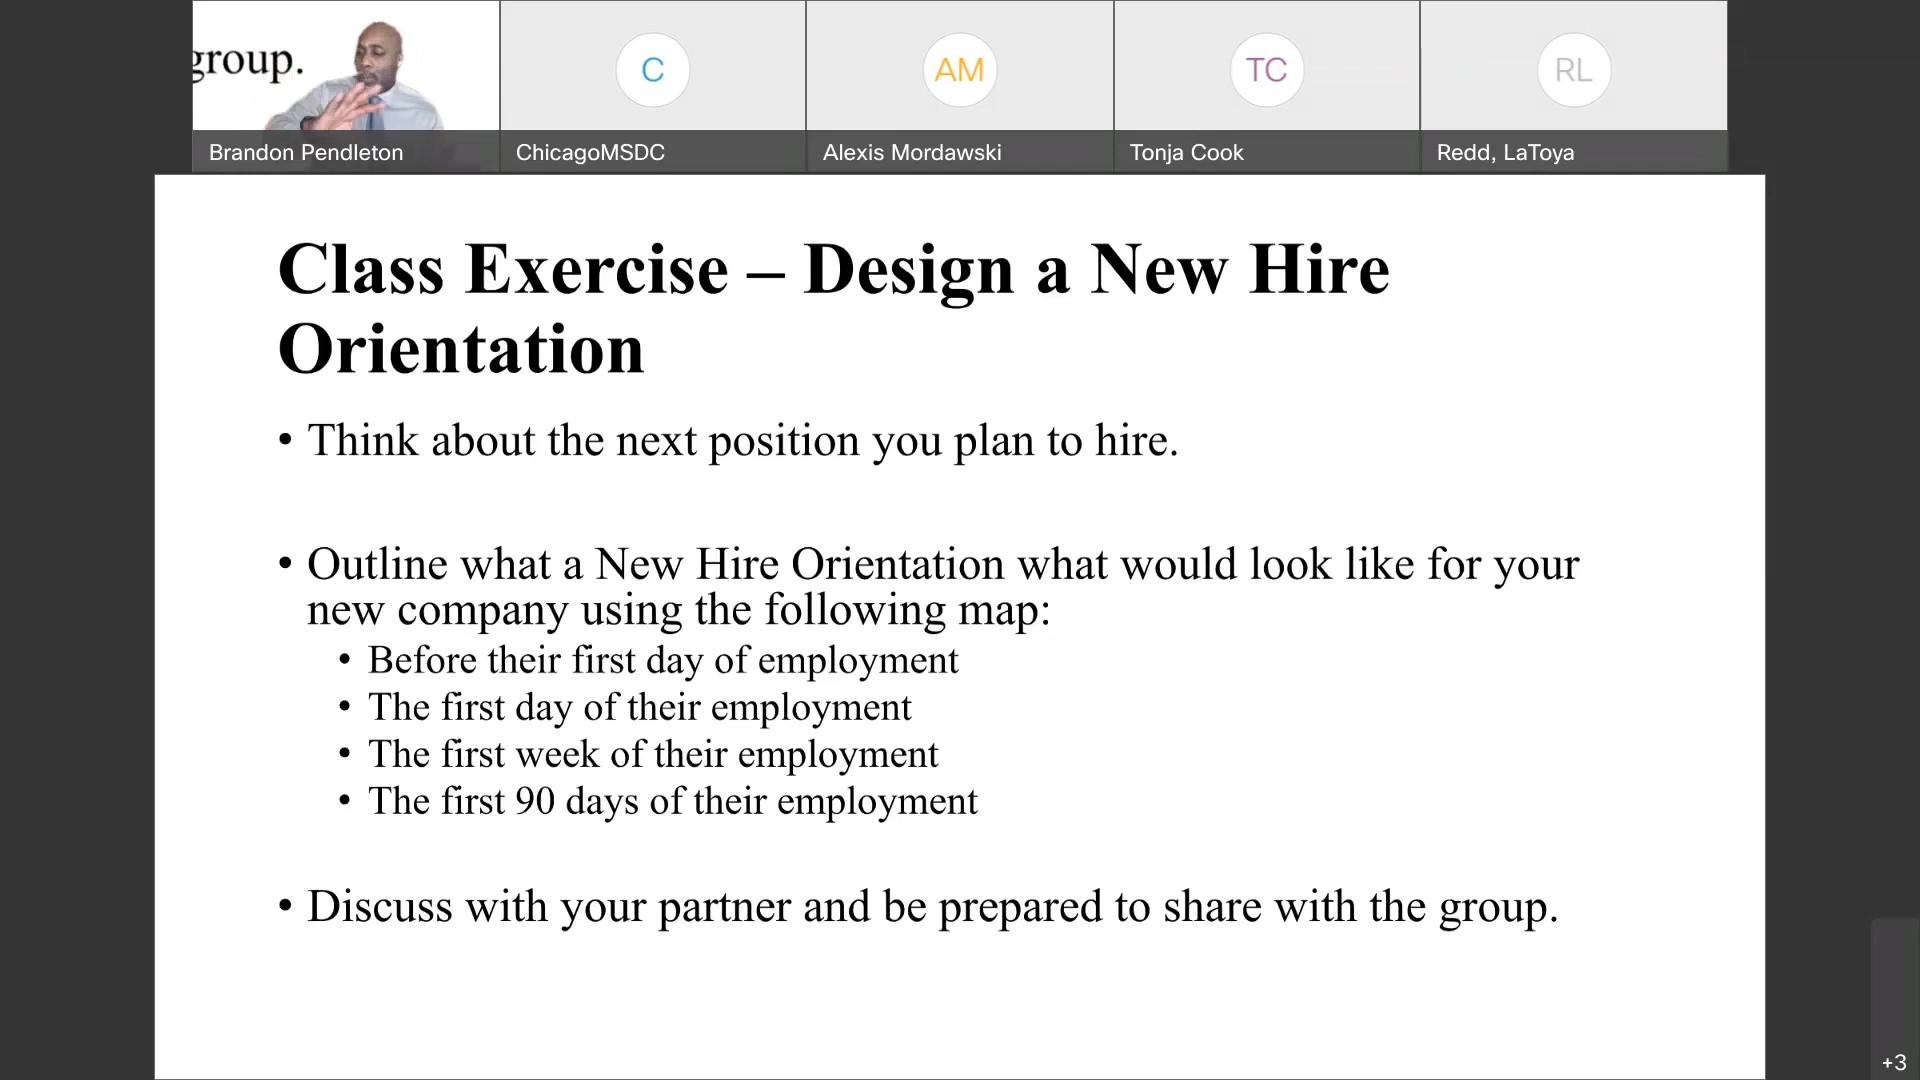 group.
C
AM
TC
RL
Brandon Pendleton
ChicagoMSDC
Alexis Mordawski
Tonja Cook
Redd, LaToya
Class Exercise – Design a New Hire
Orientation
• Think about the next position you plan to hire.
• Outline what a New Hire Orientation what would look like for your
new company using the following map:
• Before their first day of employment
• The first day of their employment
• The first week of their employment
• The first 90 days of their employment
• Discuss with your partner and be prepared to share with the group.
+3